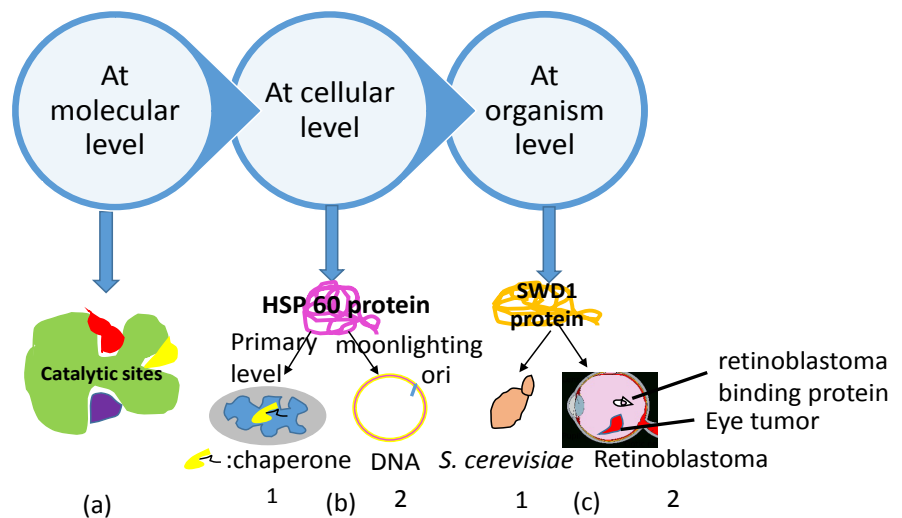 At
molecular
level
At cellular
level
At
organism
level
Catalytic sites
HSP 60 protein
Primary
level
moonlighting
ori
:chaperone
DNA
SWD1
protein
retinoblastoma
binding protein
Eye tumor
S. cerevisiae
Retinoblastoma
(a)
1
(b)
2
1
(c)
2